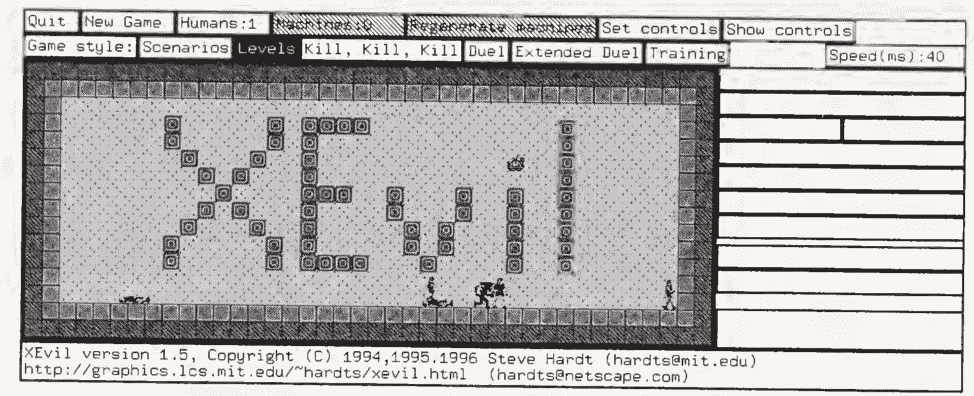 Quit New Game Humans:1 Machines:0 Regenerate machines Set controls Show controls
Game style: Scenarios Levels Kill, Kill, Kill Duel Extended Duel Training Speed(ms):40
XEvil
XEvil version 1.5, Copyright (C) 1994,1995.1996 Steve Hardt (hardts@mit.edu)
http://graphics.lcs.mit.edu/~hardts/xevil.html (hardts@netscape.com)